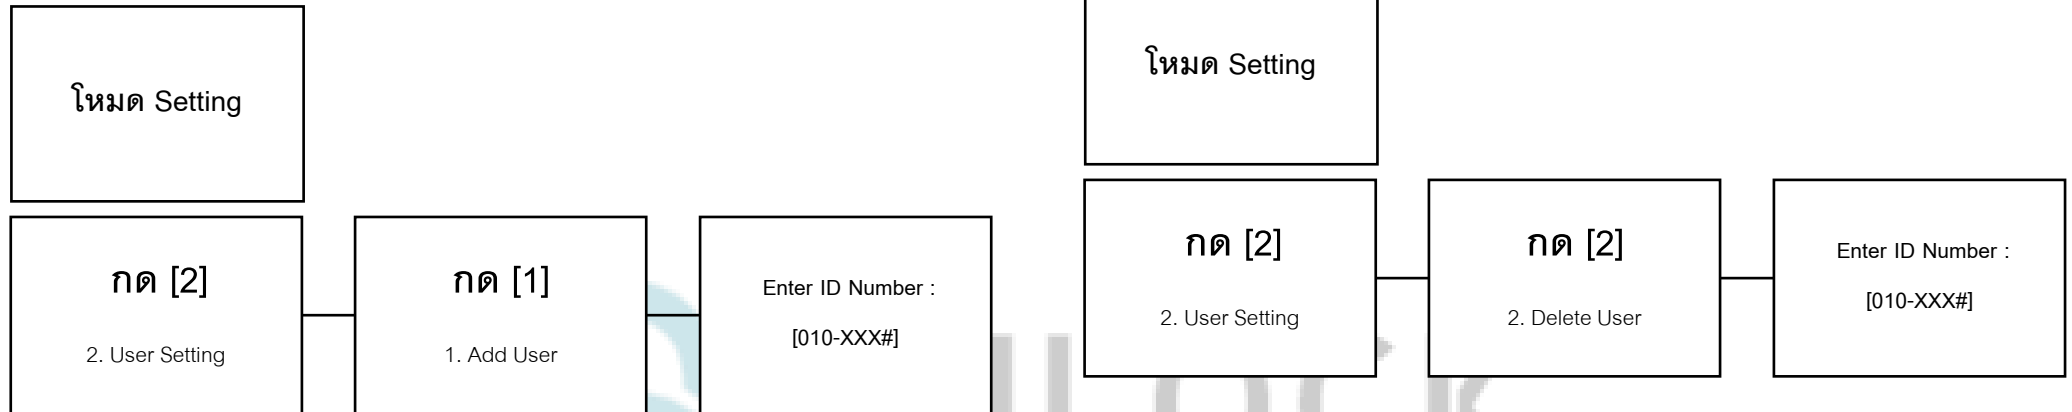 โหมด Setting
กด [2]
2. User Setting
กด [1]
1. Add User
Enter ID Number :
[010-XXX#]
โหมด Setting
กด [2]
2. User Setting
กด [2]
2. Delete User
Enter ID Number :
[010-XXX#]